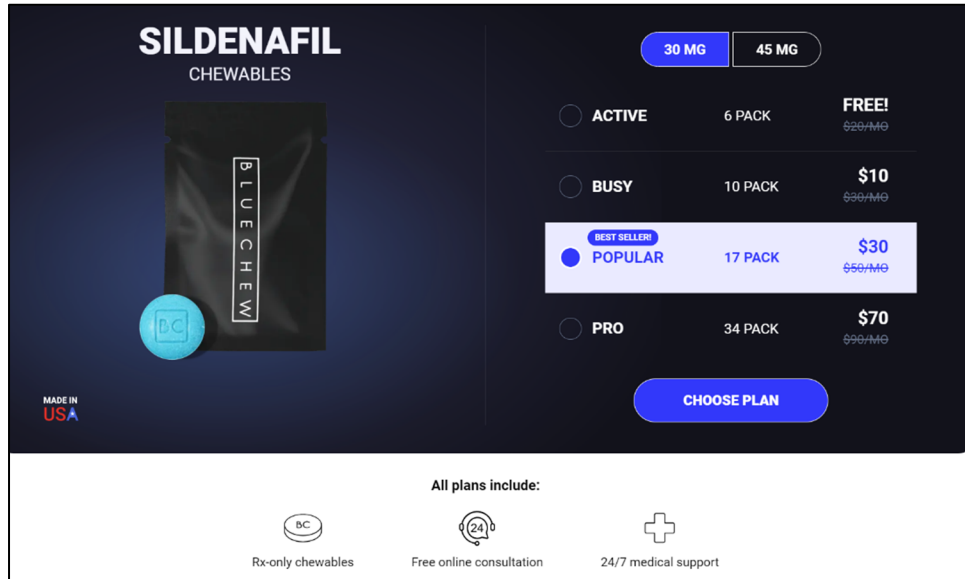 SILDENAFIL
CHEWABLES
BLUECHEW
BC
MADE IN
USA
30 MG 45 MG
ACTIVE 6 PACK FREE!
$20/MO
BUSY 10 PACK $10
$30/MO
BEST SELLER!
POPULAR 17 PACK $30
$50/MO
PRO 34 PACK $70
$90/MO
CHOOSE PLAN
All plans include:
BC 24
Rx-only chewables Free online consultation 24/7 medical support